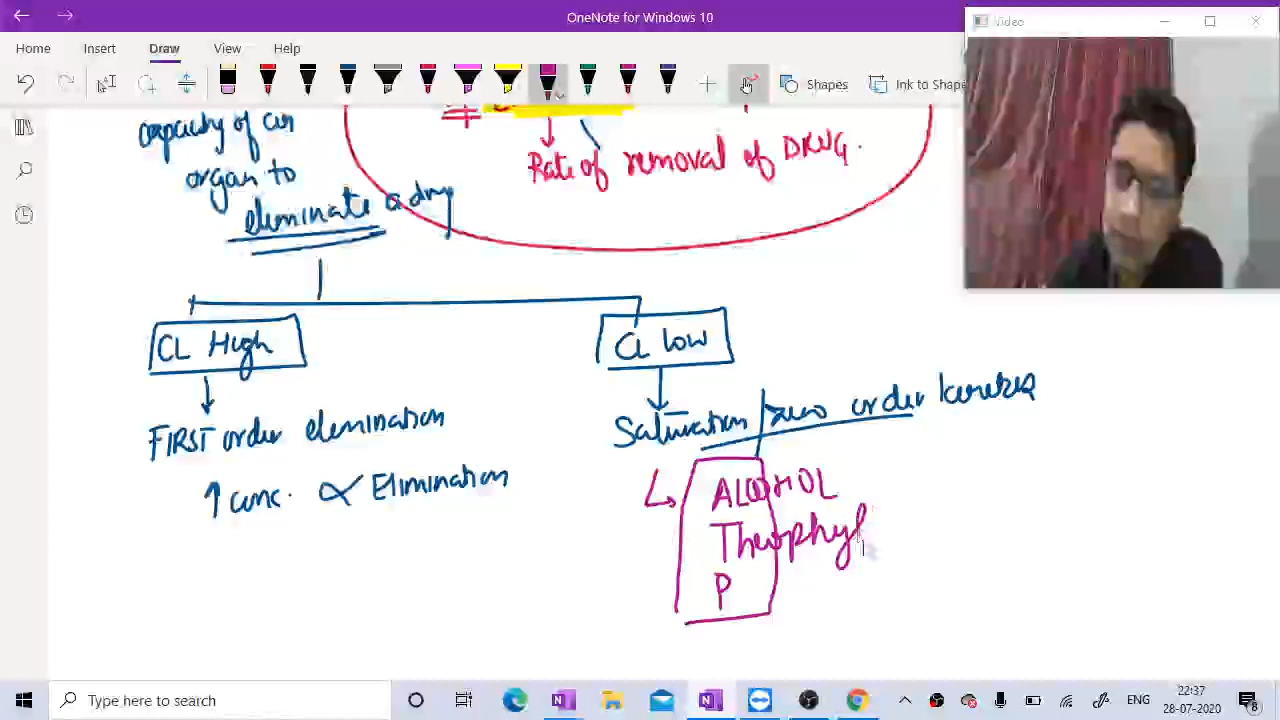 OneNote for Windows 10
Video
Home Insert Draw View Help
Shapes Ink to Shape
capacity of an
organ to
eliminate a drug
Rate of removal of DRUG.
CL High
CL low
FIRST order elemination
↑ conc. ∝ Elimination
Saturation / zero order kinetics
ALCOHOL
Theophyl
P
Type here to search
ENG
22:37
28-07-2020
8